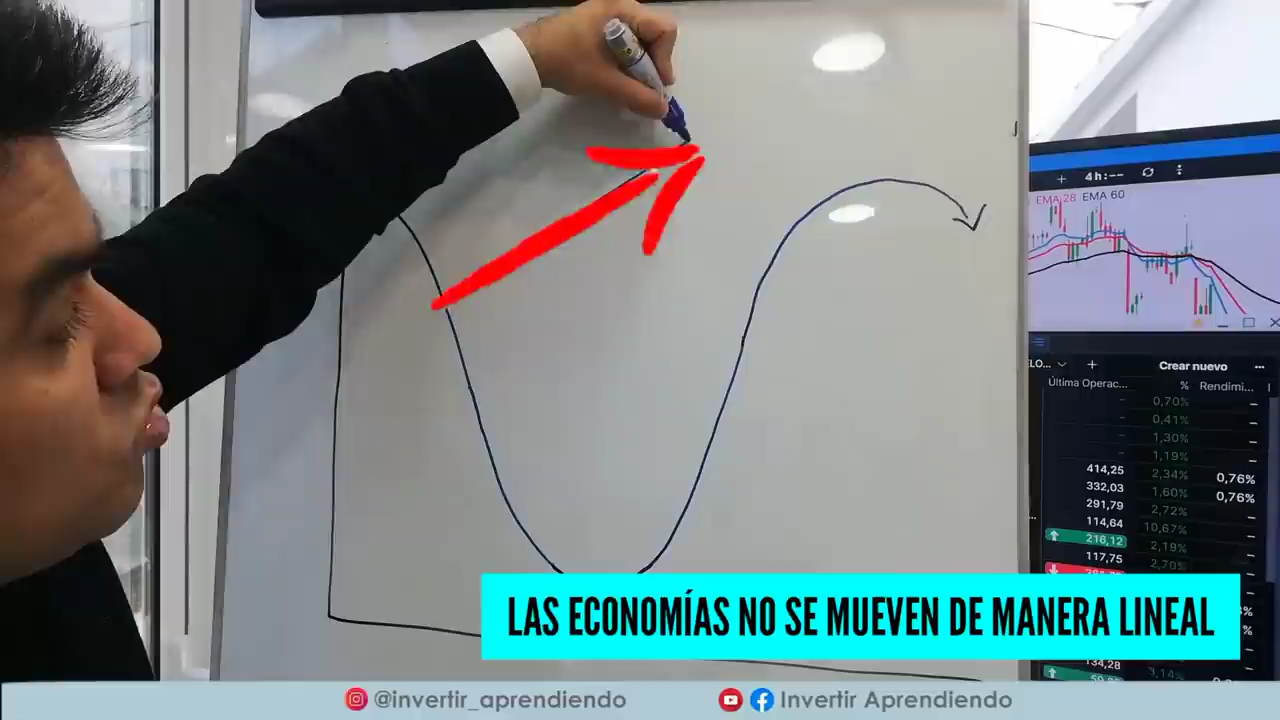 4h:--
EMA 28 EMA 60
LO...
Crear nuevo
Última Operac... % Rendimi...
0,70%
0,41%
1,30%
1,19%
414,25 2,34% 0,76%
332,03 1,60% 0,76%
291,79 2,72%
114,64 10,67%
216,12 2,19%
117,75 2,70%
LAS ECONOMÍAS NO SE MUEVEN DE MANERA LINEAL
134,28 3,14
@invertir_aprendiendo
Invertir Aprendiendo